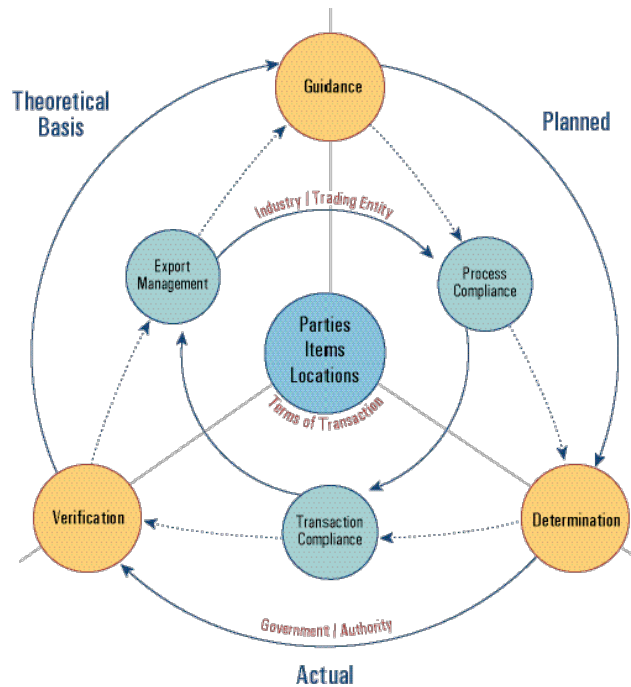 Guidance
Theoretical
Basis
Planned
Industry / Trading Entity
Export
Management
Process
Compliance
Parties
Items
Locations
Terms of Transaction
Verification
Transaction
Compliance
Determination
Government / Authority
Actual